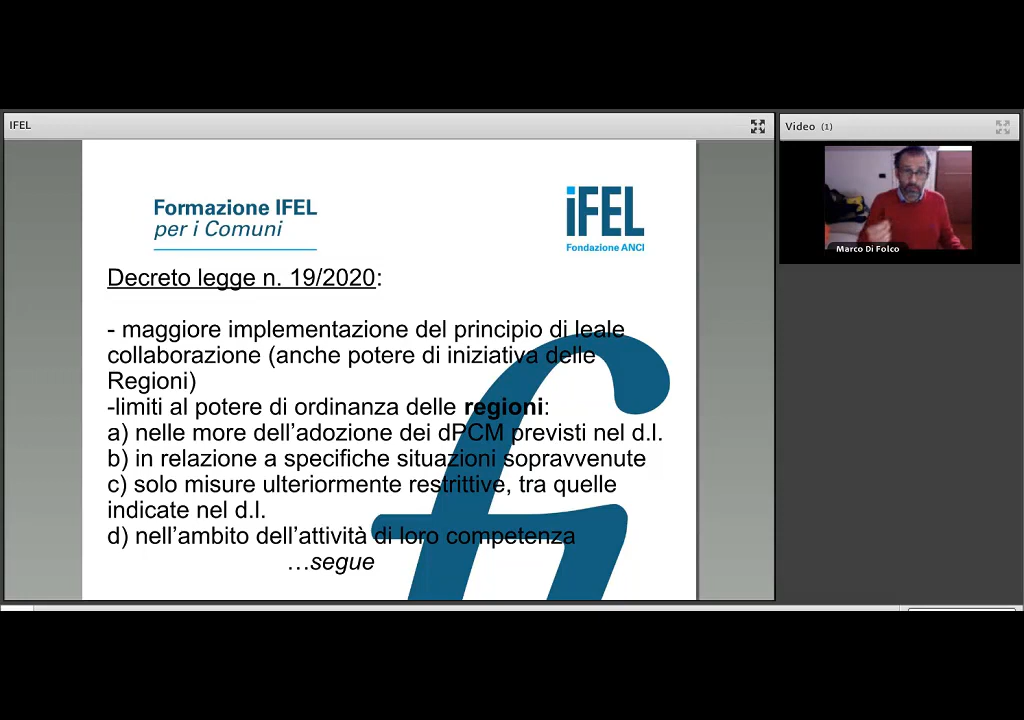 IFEL
Video (1)
Formazione IFEL
per i Comuni
iFEL
Fondazione ANCI
Marco Di Folco
Decreto legge n. 19/2020:
- maggiore implementazione del principio di leale
collaborazione (anche potere di iniziativa delle
Regioni)
-limiti al potere di ordinanza delle regioni:
a) nelle more dell’adozione dei dPCM previsti nel d.l.
b) in relazione a specifiche situazioni sopravvenute
c) solo misure ulteriormente restrittive, tra quelle
indicate nel d.l.
d) nell’ambito dell’attività di loro competenza
…segue